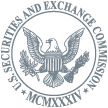 U.S. SECURITIES AND EXCHANGE COMMISSION
MCMXXXIV